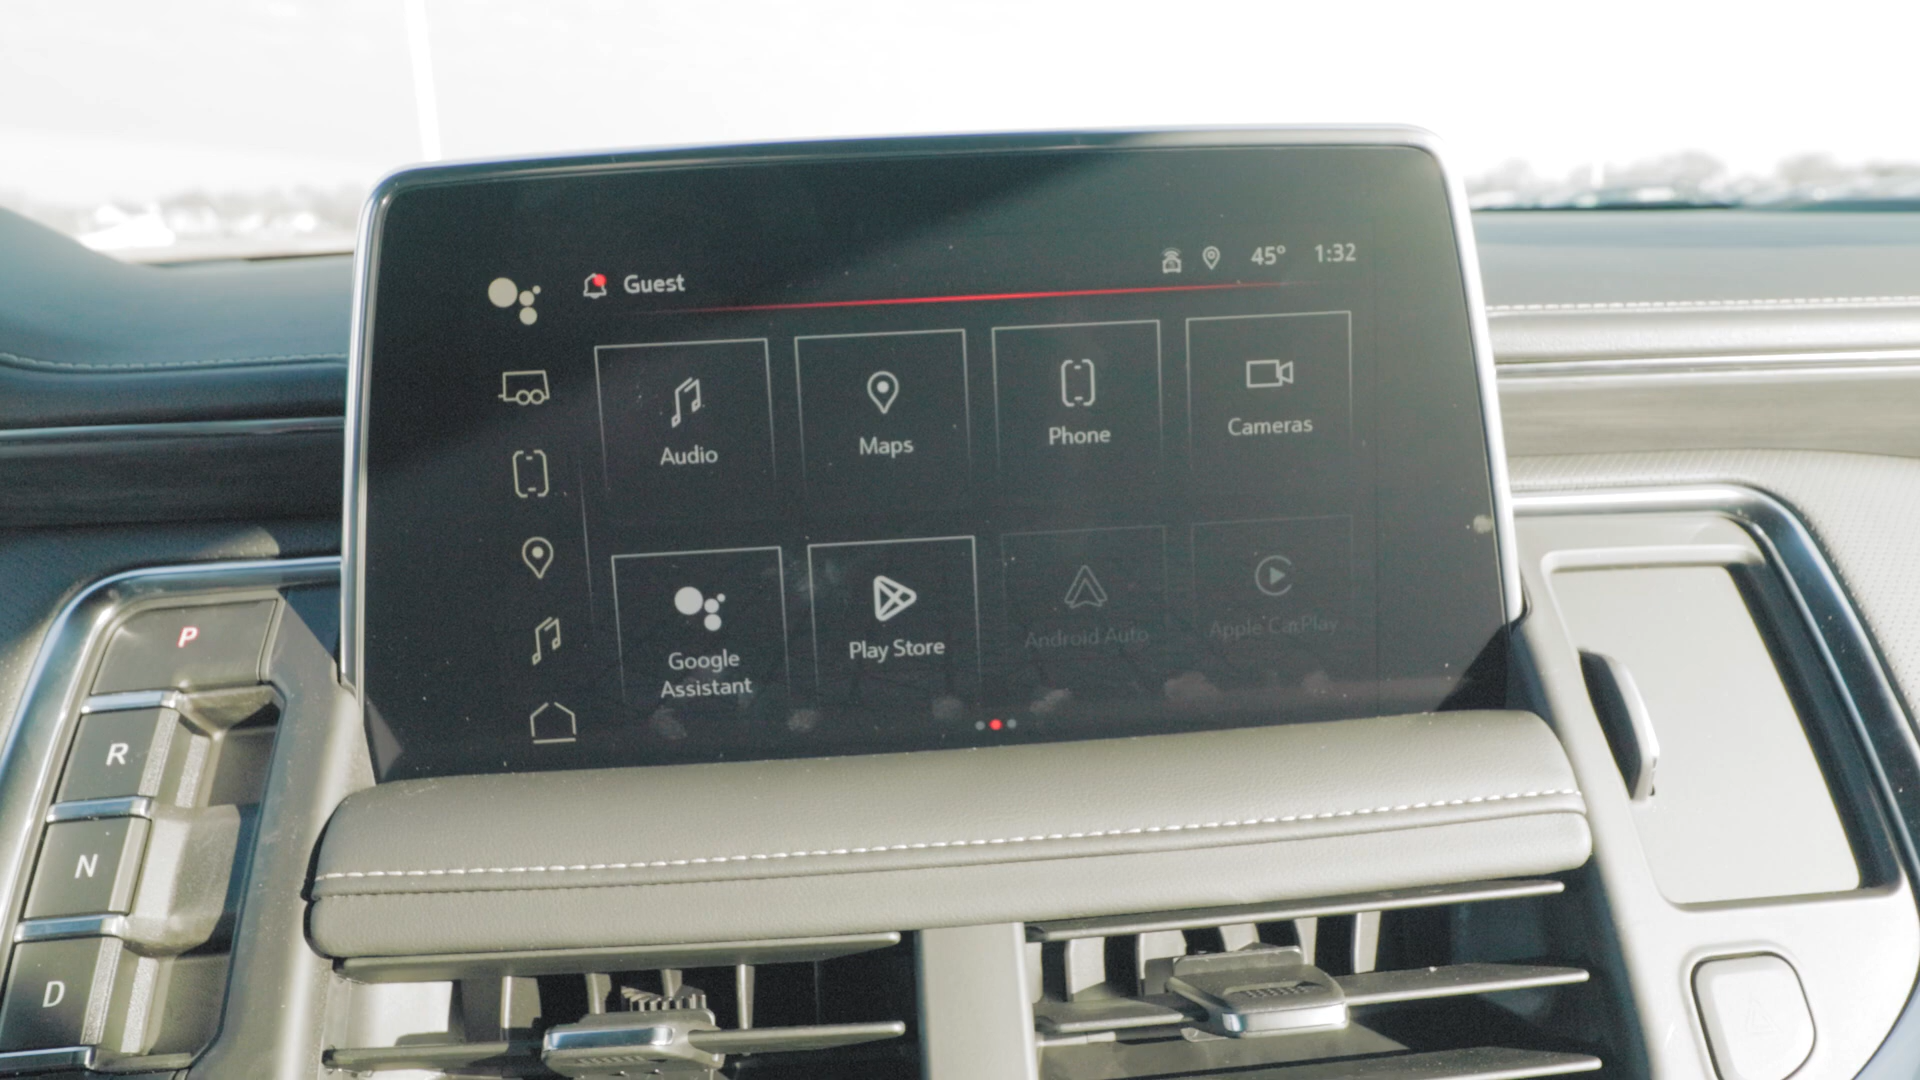 Guest
45° 1:32
Audio
Maps
Phone
Cameras
Google
Assistant
Play Store
Android Auto
Apple CarPlay
P
R
N
D